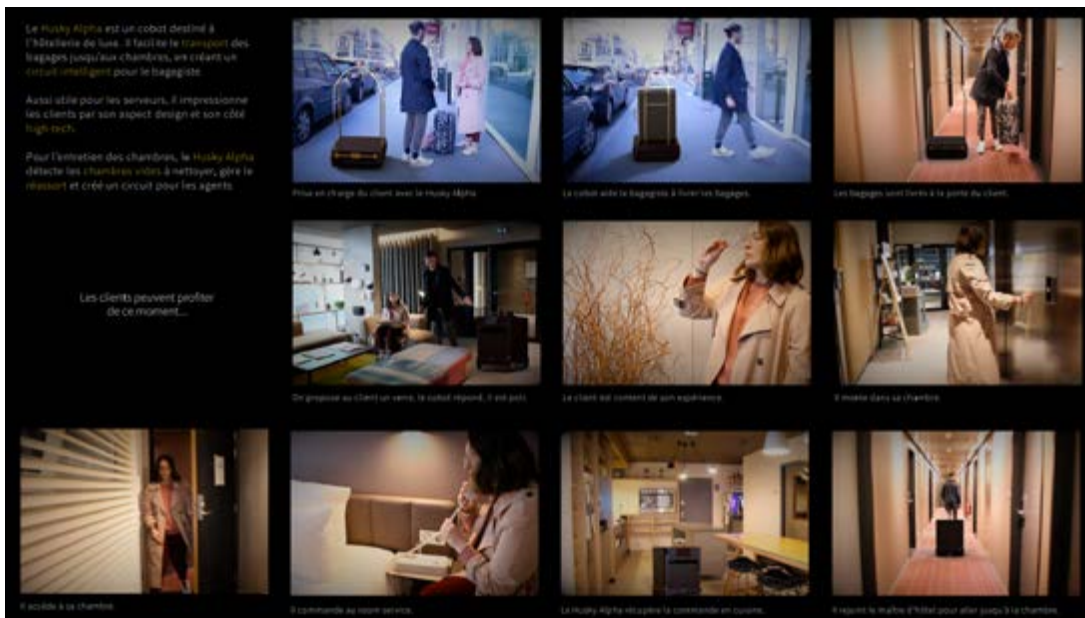 Le Husky Alpha est un cobot destiné à
l'hôtellerie de luxe. Il facilite le transport des
bagages jusqu'aux chambres, en créant un
circuit intelligent pour le bagagiste.
Aussi utile pour les serveurs, il impressionne
les clients par son aspect design et son côté
high-tech.
Pour l'entretien des chambres, le Husky Alpha
détecte les chambres vides à nettoyer, gère le
réassort et créé un circuit pour les agents.
Prise en charge du client avec le Husky Alpha.
Le cobot aide le bagagiste à livrer les bagages.
Les bagages sont livrés à la porte du client.
Les clients peuvent profiter
de ce moment...
On propose au client un verre, le cobot répond, il est poli.
Le client est content de son expérience.
Il monte dans sa chambre.
Il accède à sa chambre.
Il commande au room service.
Le Husky Alpha récupère la commande en cuisine.
Il rejoint le maître d'hôtel pour aller jusqu'à la chambre.